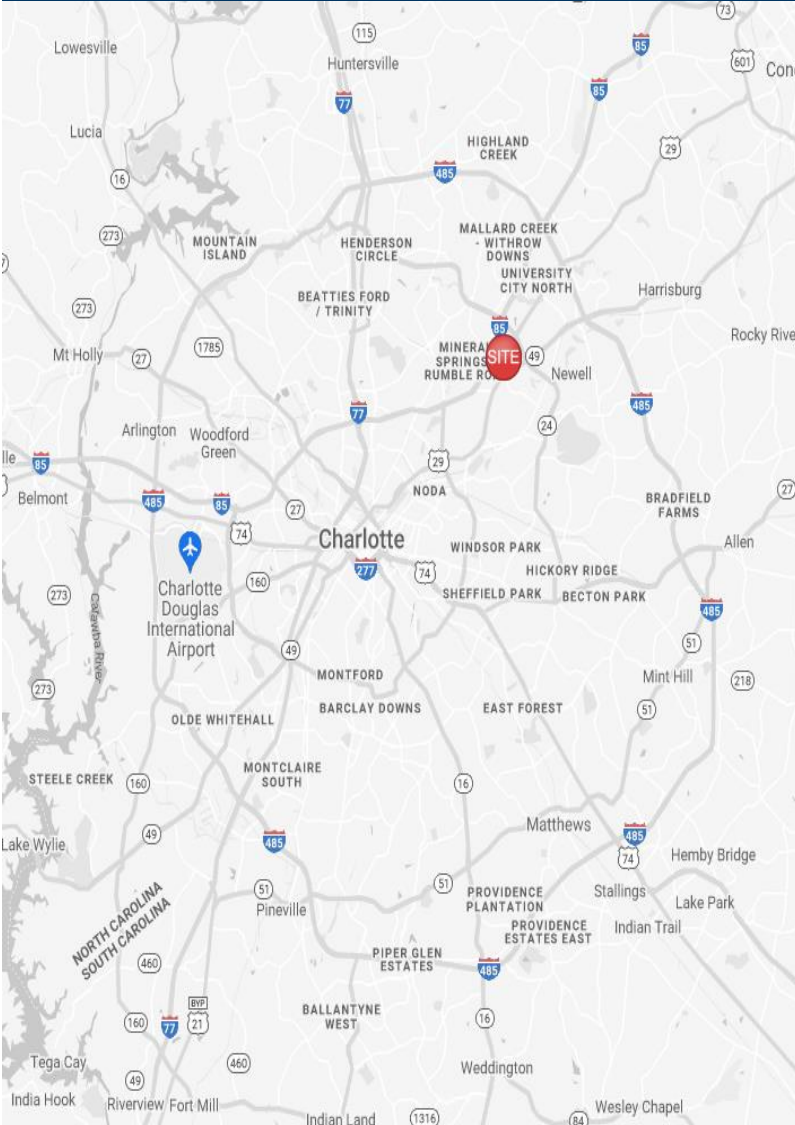 73
Lowesville
115
85
Huntersville
601
Con
77
85
Lucia
HIGHLAND
CREEK
29
485
16
273
MOUNTAIN
ISLAND
HENDERSON
CIRCLE
MALLARD CREEK
- WITHROW
DOWNS
UNIVERSITY
CITY NORTH
Harrisburg
BEATTIES FORD
/ TRINITY
273
85
Rocky Rive
1785
Mt Holly
27
MINERA
SPRINGS
RUMBLE RO
SITE
49
Newell
77
485
Arlington
Woodford
Green
24
lle
85
29
Belmont
485
85
NODA
27
BRADFIELD
FARMS
27
74
Charlotte
WINDSOR PARK
Allen
277
74
HICKORY RIDGE
160
Charlotte
Douglas
International
Airport
SHEFFIELD PARK
BECTON PARK
273
485
Catawba River
49
51
MONTFORD
Mint Hill
218
273
OLDE WHITEHALL
BARCLAY DOWNS
EAST FOREST
51
STEELE CREEK
160
MONTCLAIRE
SOUTH
16
49
485
Matthews
485
Lake Wylie
74
Hemby Bridge
51
51
PROVIDENCE
PLANTATION
Stallings
Lake Park
Pineville
NORTH CAROLINA
SOUTH CAROLINA
PROVIDENCE
ESTATES EAST
Indian Trail
460
PIPER GLEN
ESTATES
485
BYP
21
160
77
BALLANTYNE
WEST
16
Tega Cay
460
Weddington
49
India Hook
Riverview
Fort Mill
Indian Land
1316
84
Wesley Chapel